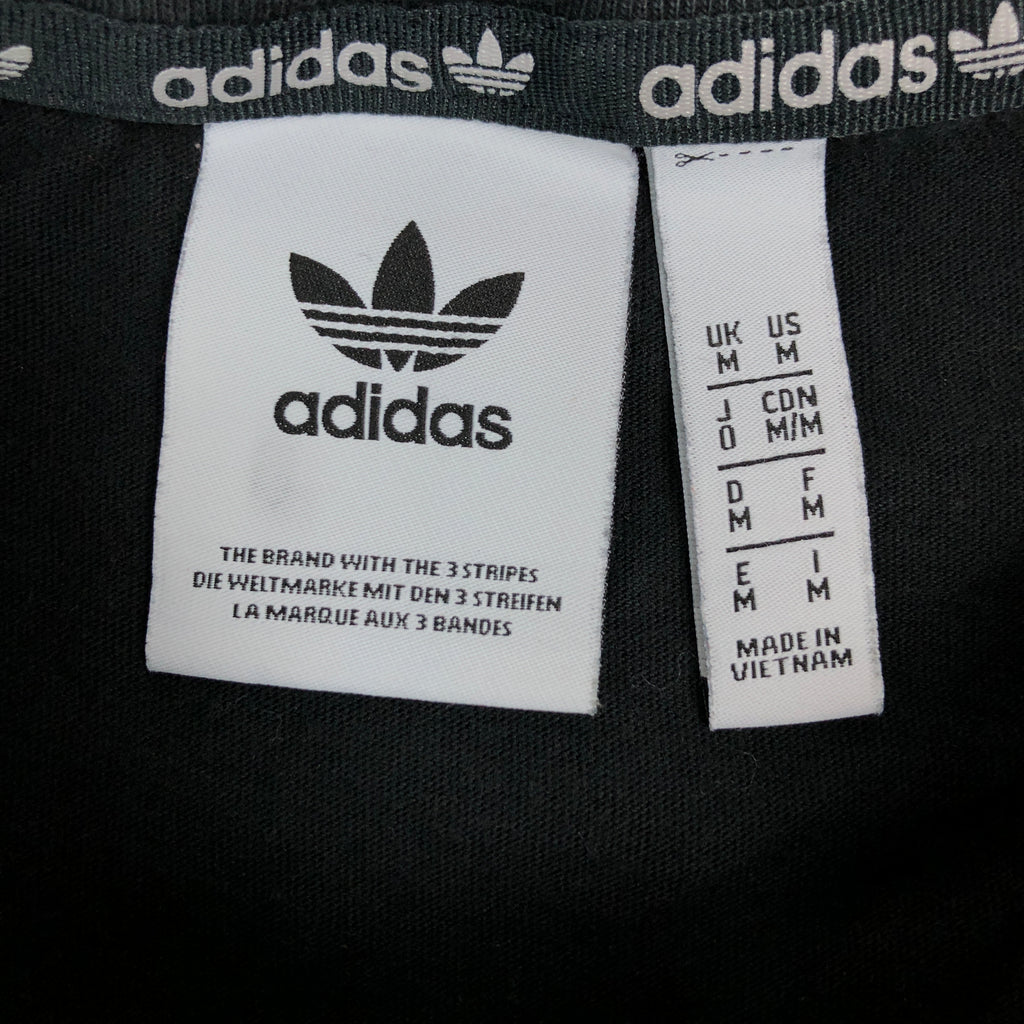 adidas adidas
adidas
THE BRAND WITH THE 3 STRIPES
DIE WELTMARKE MIT DEN 3 STREIFEN
LA MARQUE AUX 3 BANDES
UK US
M M
J CDN
O M/M
D F
M M
E I
M M
MADE IN
VIETNAM